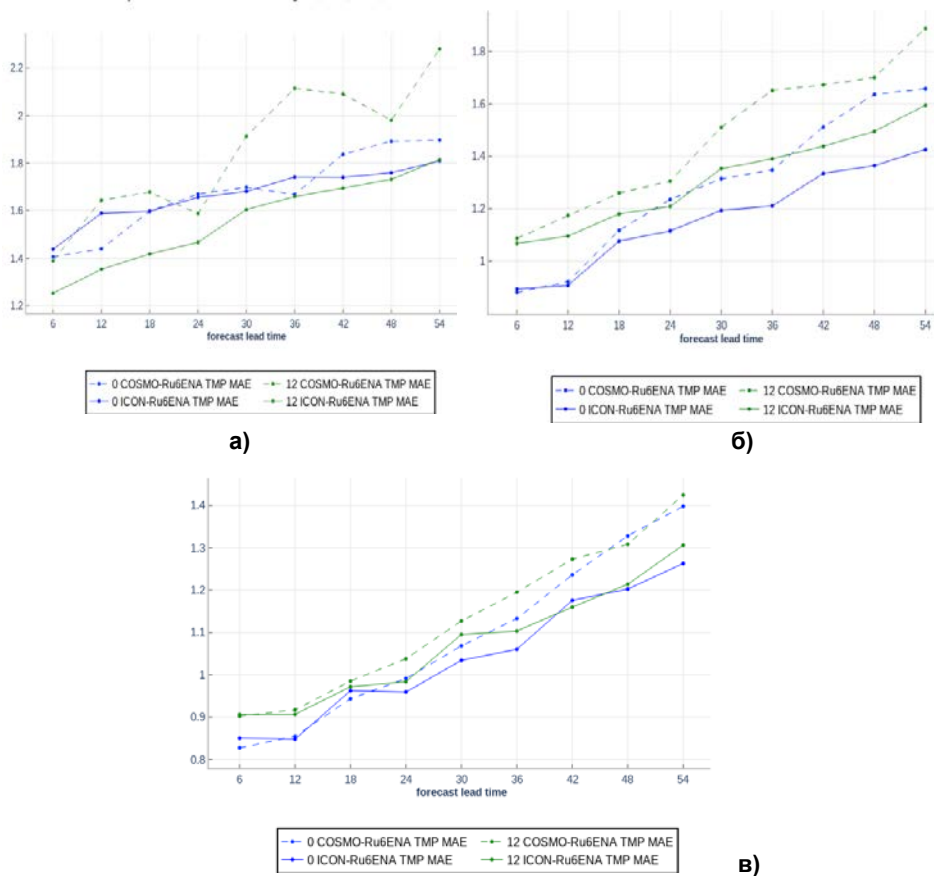 2.2
2
1.8
1.6
1.4
1.2
6 12 18 24 30 36 42 48 54
forecast lead time
0 COSMO-Ru6ENA TMP MAE 12 COSMO-Ru6ENA TMP MAE
0 ICON-Ru6ENA TMP MAE 12 ICON-Ru6ENA TMP MAE
а)
1.8
1.6
1.4
1.2
1
6 12 18 24 30 36 42 48 54
forecast lead time
0 COSMO-Ru6ENA TMP MAE 12 COSMO-Ru6ENA TMP MAE
0 ICON-Ru6ENA TMP MAE 12 ICON-Ru6ENA TMP MAE
б)
1.4
1.3
1.2
1.1
1
0.9
0.8
6 12 18 24 30 36 42 48 54
forecast lead time
0 COSMO-Ru6ENA TMP MAE 12 COSMO-Ru6ENA TMP MAE
0 ICON-Ru6ENA TMP MAE 12 ICON-Ru6ENA TMP MAE
в)